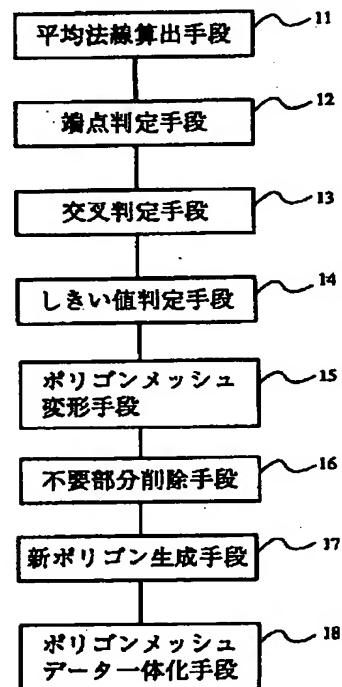 平均法線算出手段
11
端点判定手段
12
交叉判定手段
13
しきい値判定手段
14
ポリゴンメッシュ
変形手段
15
不要部分削除手段
16
新ポリゴン生成手段
17
ポリゴンメッシュ
データ一体化手段
18